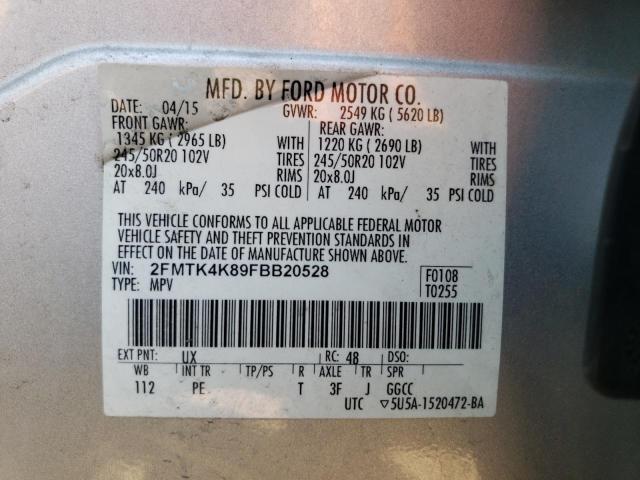 MFD. BY FORD MOTOR CO.
DATE: 04/15 GVWR: 2549 KG ( 5620 LB)
FRONT GAWR: REAR GAWR:
1345 KG ( 2965 LB) WITH 1220 KG ( 2690 LB) WITH
245/50R20 102V TIRES 245/50R20 102V TIRES
20x8.0J RIMS 20x8.0J RIMS
AT 240 kPa/ 35 PSI COLD AT 240 kPa/ 35 PSI COLD
THIS VEHICLE CONFORMS TO ALL APPLICABLE FEDERAL MOTOR
VEHICLE SAFETY AND THEFT PREVENTION STANDARDS IN
EFFECT ON THE DATE OF MANUFACTURE SHOWN ABOVE.
VIN: 2FMTK4K89FBB20528 F0108
TYPE: MPV T0255
EXT PNT: UX RC: 48 DSO:
WB INT TR TP/PS R AXLE TR SPR
112 PE T 3F J GGCC
UTC ▽5U5A-1520472-BA